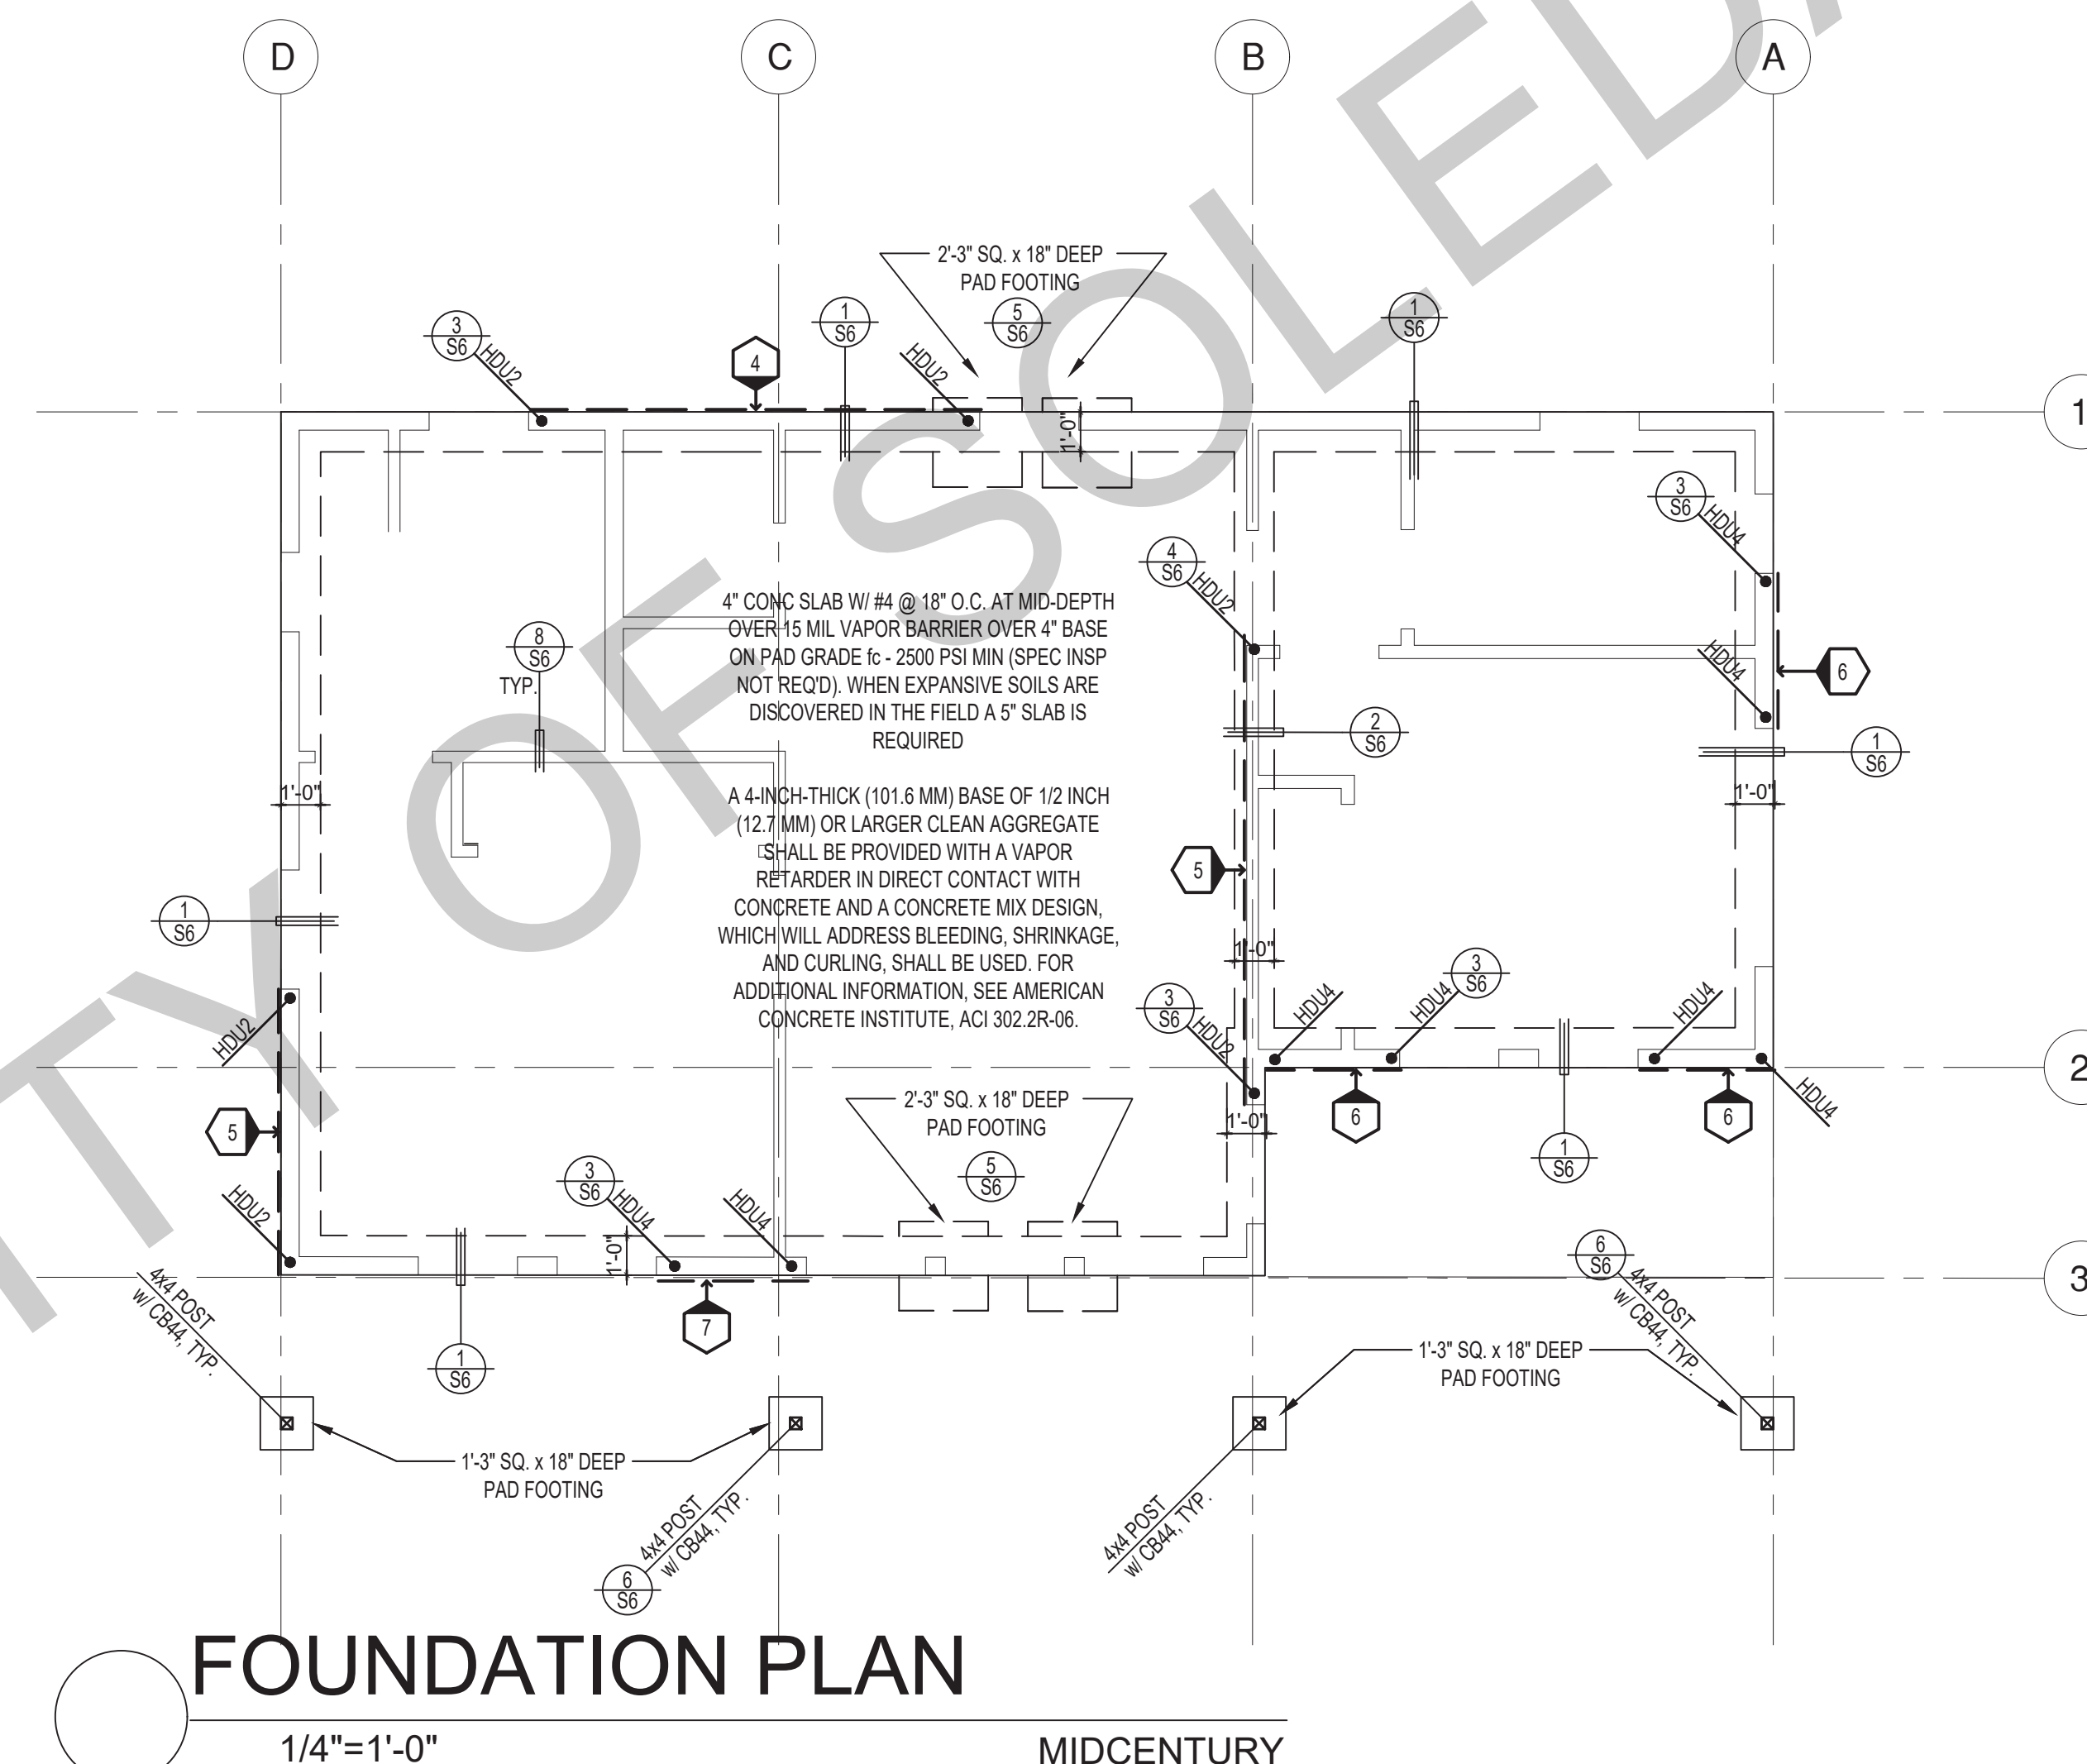 D
C
B
A
2'-3" SQ. x 18" DEEP
PAD FOOTING
5
S6
1
S6
1
S6
3
S6
HDU2
4
HDU2
1
1'-0"
3
S6
HDU4
4
S6
HDU2
4" CONC SLAB W/ #4 @ 18" O.C. AT MID-DEPTH
OVER 15 MIL VAPOR BARRIER OVER 4" BASE
ON PAD GRADE fc - 2500 PSI MIN (SPEC INSP
NOT REQ'D). WHEN EXPANSIVE SOILS ARE
DISCOVERED IN THE FIELD A 5" SLAB IS
REQUIRED
8
S6
TYP.
HDU4
6
2
S6
1
S6
1'-0"
1'-0"
A 4-INCH-THICK (101.6 MM) BASE OF 1/2 INCH
(12.7 MM) OR LARGER CLEAN AGGREGATE
SHALL BE PROVIDED WITH A VAPOR
RETARDER IN DIRECT CONTACT WITH
CONCRETE AND A CONCRETE MIX DESIGN,
WHICH WILL ADDRESS BLEEDING, SHRINKAGE,
AND CURLING, SHALL BE USED. FOR
ADDITIONAL INFORMATION, SEE AMERICAN
CONCRETE INSTITUTE, ACI 302.2R-06.
5
1
S6
1'-0"
3
S6
HDU2
HDU4
3
S6
HDU4
HDU4
HDU2
2
HDU4
5
2'-3" SQ. x 18" DEEP
PAD FOOTING
5
S6
1'-0"
6
6
1
S6
HDU2
3
S6
HDU4
HDU4
1'-0"
3
6
S6
4x4 POST
w/ CB44, TYP.
4x4 POST
w/ CB44, TYP.
7
1
S6
1'-3" SQ. x 18" DEEP
PAD FOOTING
1'-3" SQ. x 18" DEEP
PAD FOOTING
4x4 POST
w/ CB44, TYP.
6
S6
4x4 POST
w/ CB44, TYP.
FOUNDATION PLAN
1/4"=1'-0"
MIDCENTURY
TY OF SOLED